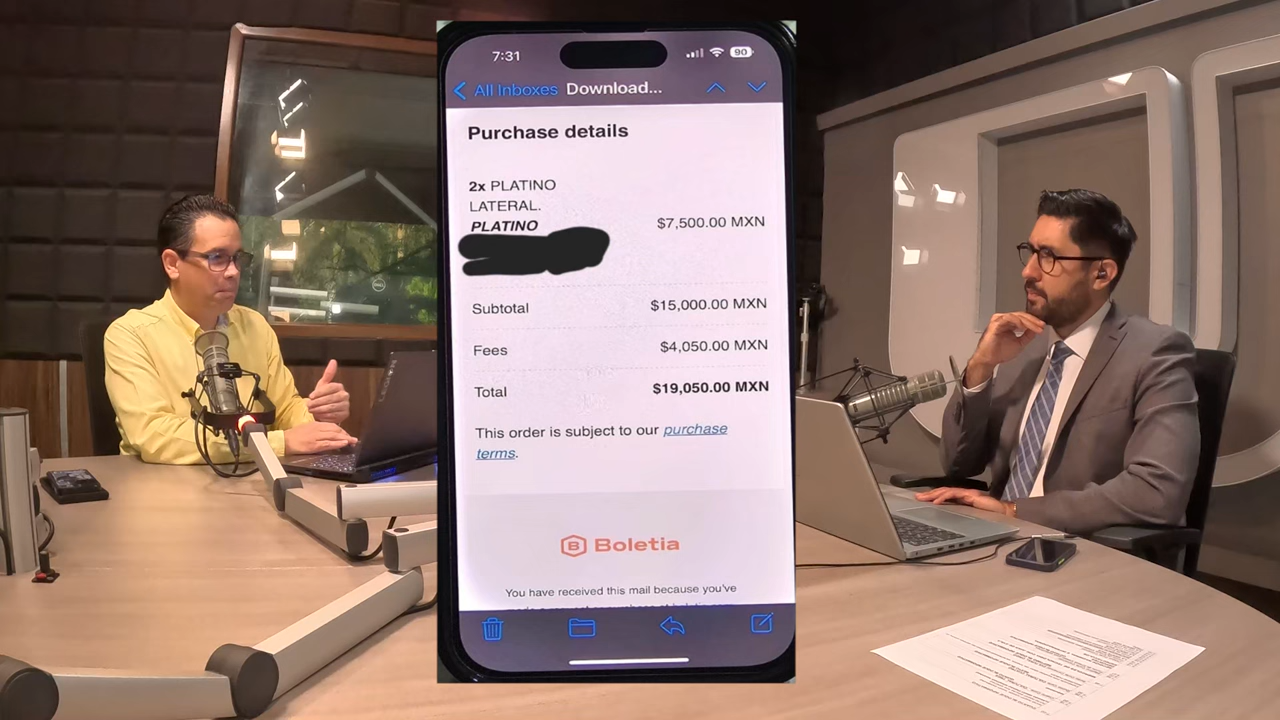 7:31
90
All Inboxes Download...
Purchase details
2x PLATINO
LATERAL.
PLATINO
$7,500.00 MXN
Subtotal $15,000.00 MXN
Fees $4,050.00 MXN
Total $19,050.00 MXN
This order is subject to our purchase
terms.
B Boletia
You have received this mail because you've
DELL